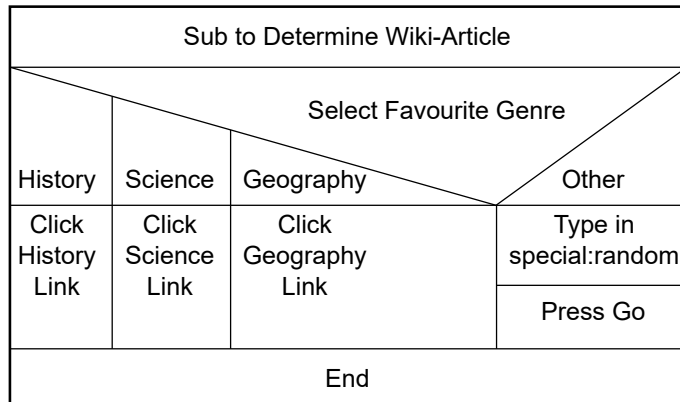 Sub to Determine Wiki-Article
Select Favourite Genre
History
Science
Geography
Other
Click
History
Link
Click
Science
Link
Click
Geography
Link
Type in
special:random
Press Go
End